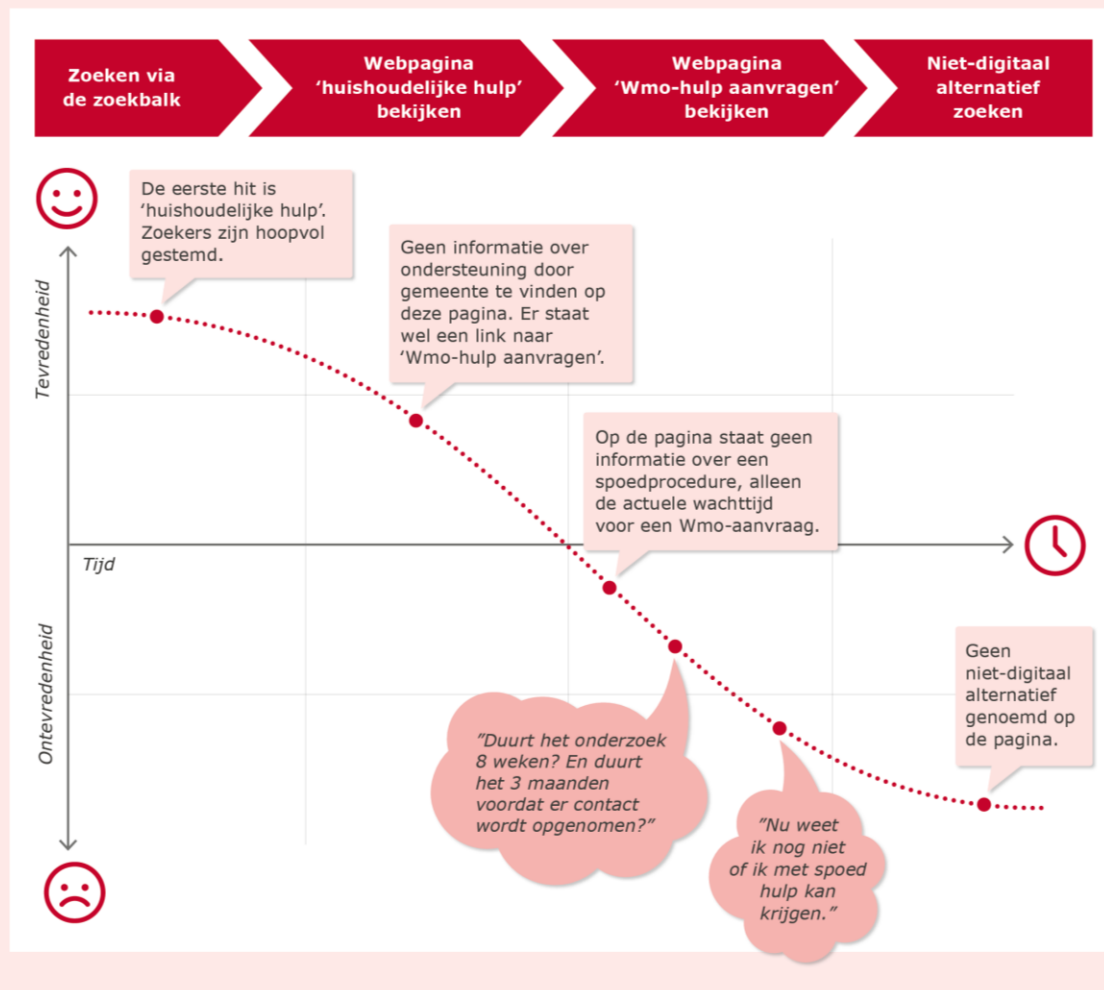 Zoeken via
de zoekbalk
Webpagina
‘huishoudelijke hulp’
bekijken
Webpagina
‘Wmo-hulp aanvragen’
bekijken
Niet-digitaal
alternatief
zoeken
De eerste hit is
‘huishoudelijke hulp’.
Zoekers zijn hoopvol
gestemd.
Geen informatie over
ondersteuning door
gemeente te vinden op
deze pagina. Er staat
wel een link naar
‘Wmo-hulp aanvragen’.
Tevredenheid
Op de pagina staat geen
informatie over een
spoedprocedure, alleen
de actuele wachttijd
voor een Wmo-aanvraag.
Tijd
Ontevredenheid
”Duurt het onderzoek
8 weken? En duurt
het 3 maanden
voordat er contact
wordt opgenomen?”
”Nu weet
ik nog niet
of ik met spoed
hulp kan
krijgen.”
Geen
niet-digitaal
alternatief
genoemd op
de pagina.